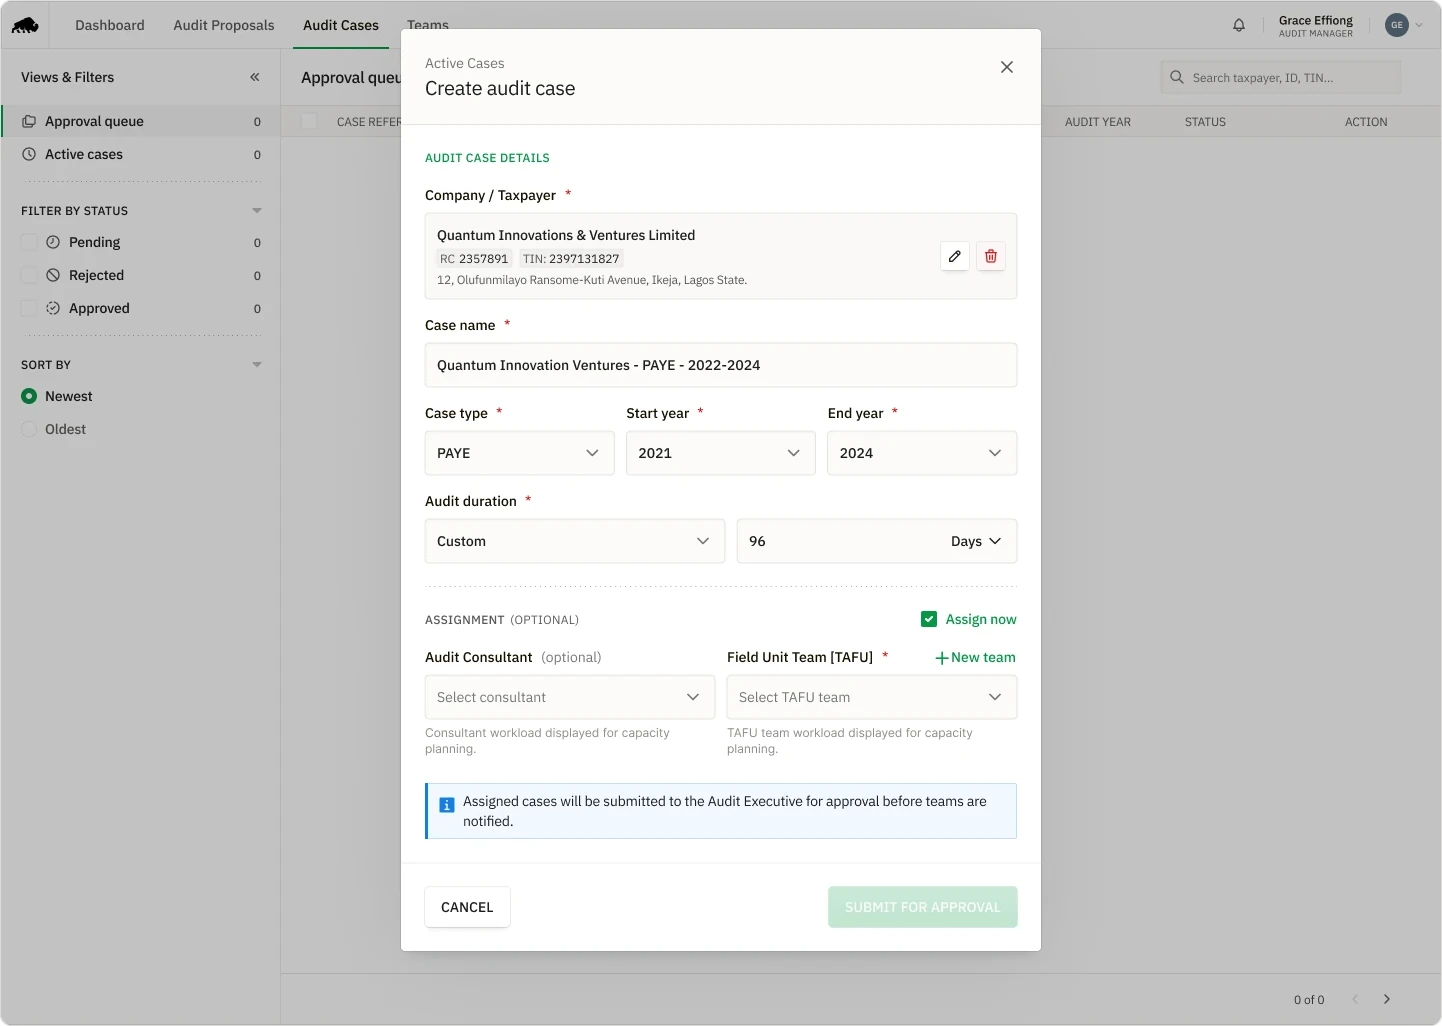 Dashboard
Audit Proposals
Audit Cases
Teams
Grace Effiong
AUDIT MANAGER
GE
Views & Filters
Approval queue 0
Active cases 0
FILTER BY STATUS
Pending 0
Rejected 0
Approved 0
SORT BY
Newest
Oldest
Approval queu
Search taxpayer, ID, TIN...
CASE REFER
AUDIT YEAR
STATUS
ACTION
Active Cases
Create audit case
AUDIT CASE DETAILS
Company / Taxpayer *
Quantum Innovations & Ventures Limited
RC 2357891 TIN: 2397131827
12, Olufunmilayo Ransome-Kuti Avenue, Ikeja, Lagos State.
Case name *
Quantum Innovation Ventures - PAYE - 2022-2024
Case type * Start year * End year *
PAYE 2021 2024
Audit duration *
Custom 96 Days
ASSIGNMENT (OPTIONAL) Assign now
Audit Consultant (optional) Field Unit Team [TAFU] * +New team
Select consultant Select TAFU team
Consultant workload displayed for capacity
planning.
TAFU team workload displayed for capacity
planning.
Assigned cases will be submitted to the Audit Executive for approval before teams are
notified.
CANCEL SUBMIT FOR APPROVAL
0 of 0